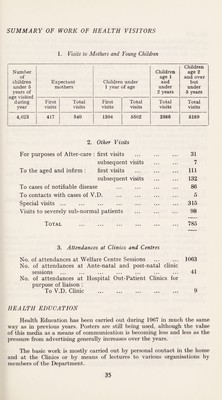 SUMMARY OF WORK OF HEALTH VISITORS
1. Visits to Mothers and Young Children
Number of children under 5 years of age visited during year
Expectant mothers
Children under 1 year of age
Children age 1 and under 2 years
Children age 2 and over but under 5 years
First visits
Total visits
First visits
Total visits
Total visits
Total visits
4,023 417 540 1304 5502 2866 6169
2. Other Visits
For purposes of After-care : first visits ... ... ... 31
subsequent visits ... ... 7
To the aged and infirm : first visits ... ... ... 111
subsequent visits ... ... 132
To cases of notifiable disease ... ... ... ... 86
To contacts with cases of V.D. ... ... ... ... 5
Special visits ... ... ... ... ... ... ... 315
Visits to severely sub-normal patients ... ... ... 98
TOTAL ... ... ... ... ... 785
3. Attendances at Clinics and Centres
No. of attendances at Welfare Centre Sessions ... ... 1063
No. of attendances at Ante-natal and post-natal clinic
sessions ... ... ... ... ... ... ... 41
No. of attendances at Hospital Out-Patient Clinics for
purpose of liaison :
To V.D. Clinic ... ... ... ... ... 9
HEALTH EDUCATION
Health Education has been carried out during 1967 in much the same
way as in previous years. Posters are still being used, although the value
of this media as a means of communication is becoming less and less as the
pressure from advertising generally increases over the years.
The basic work is mostly carried out by personal contact in the home
and at the Clinics or by means of lectures to various organisations by
members of the Department.
35